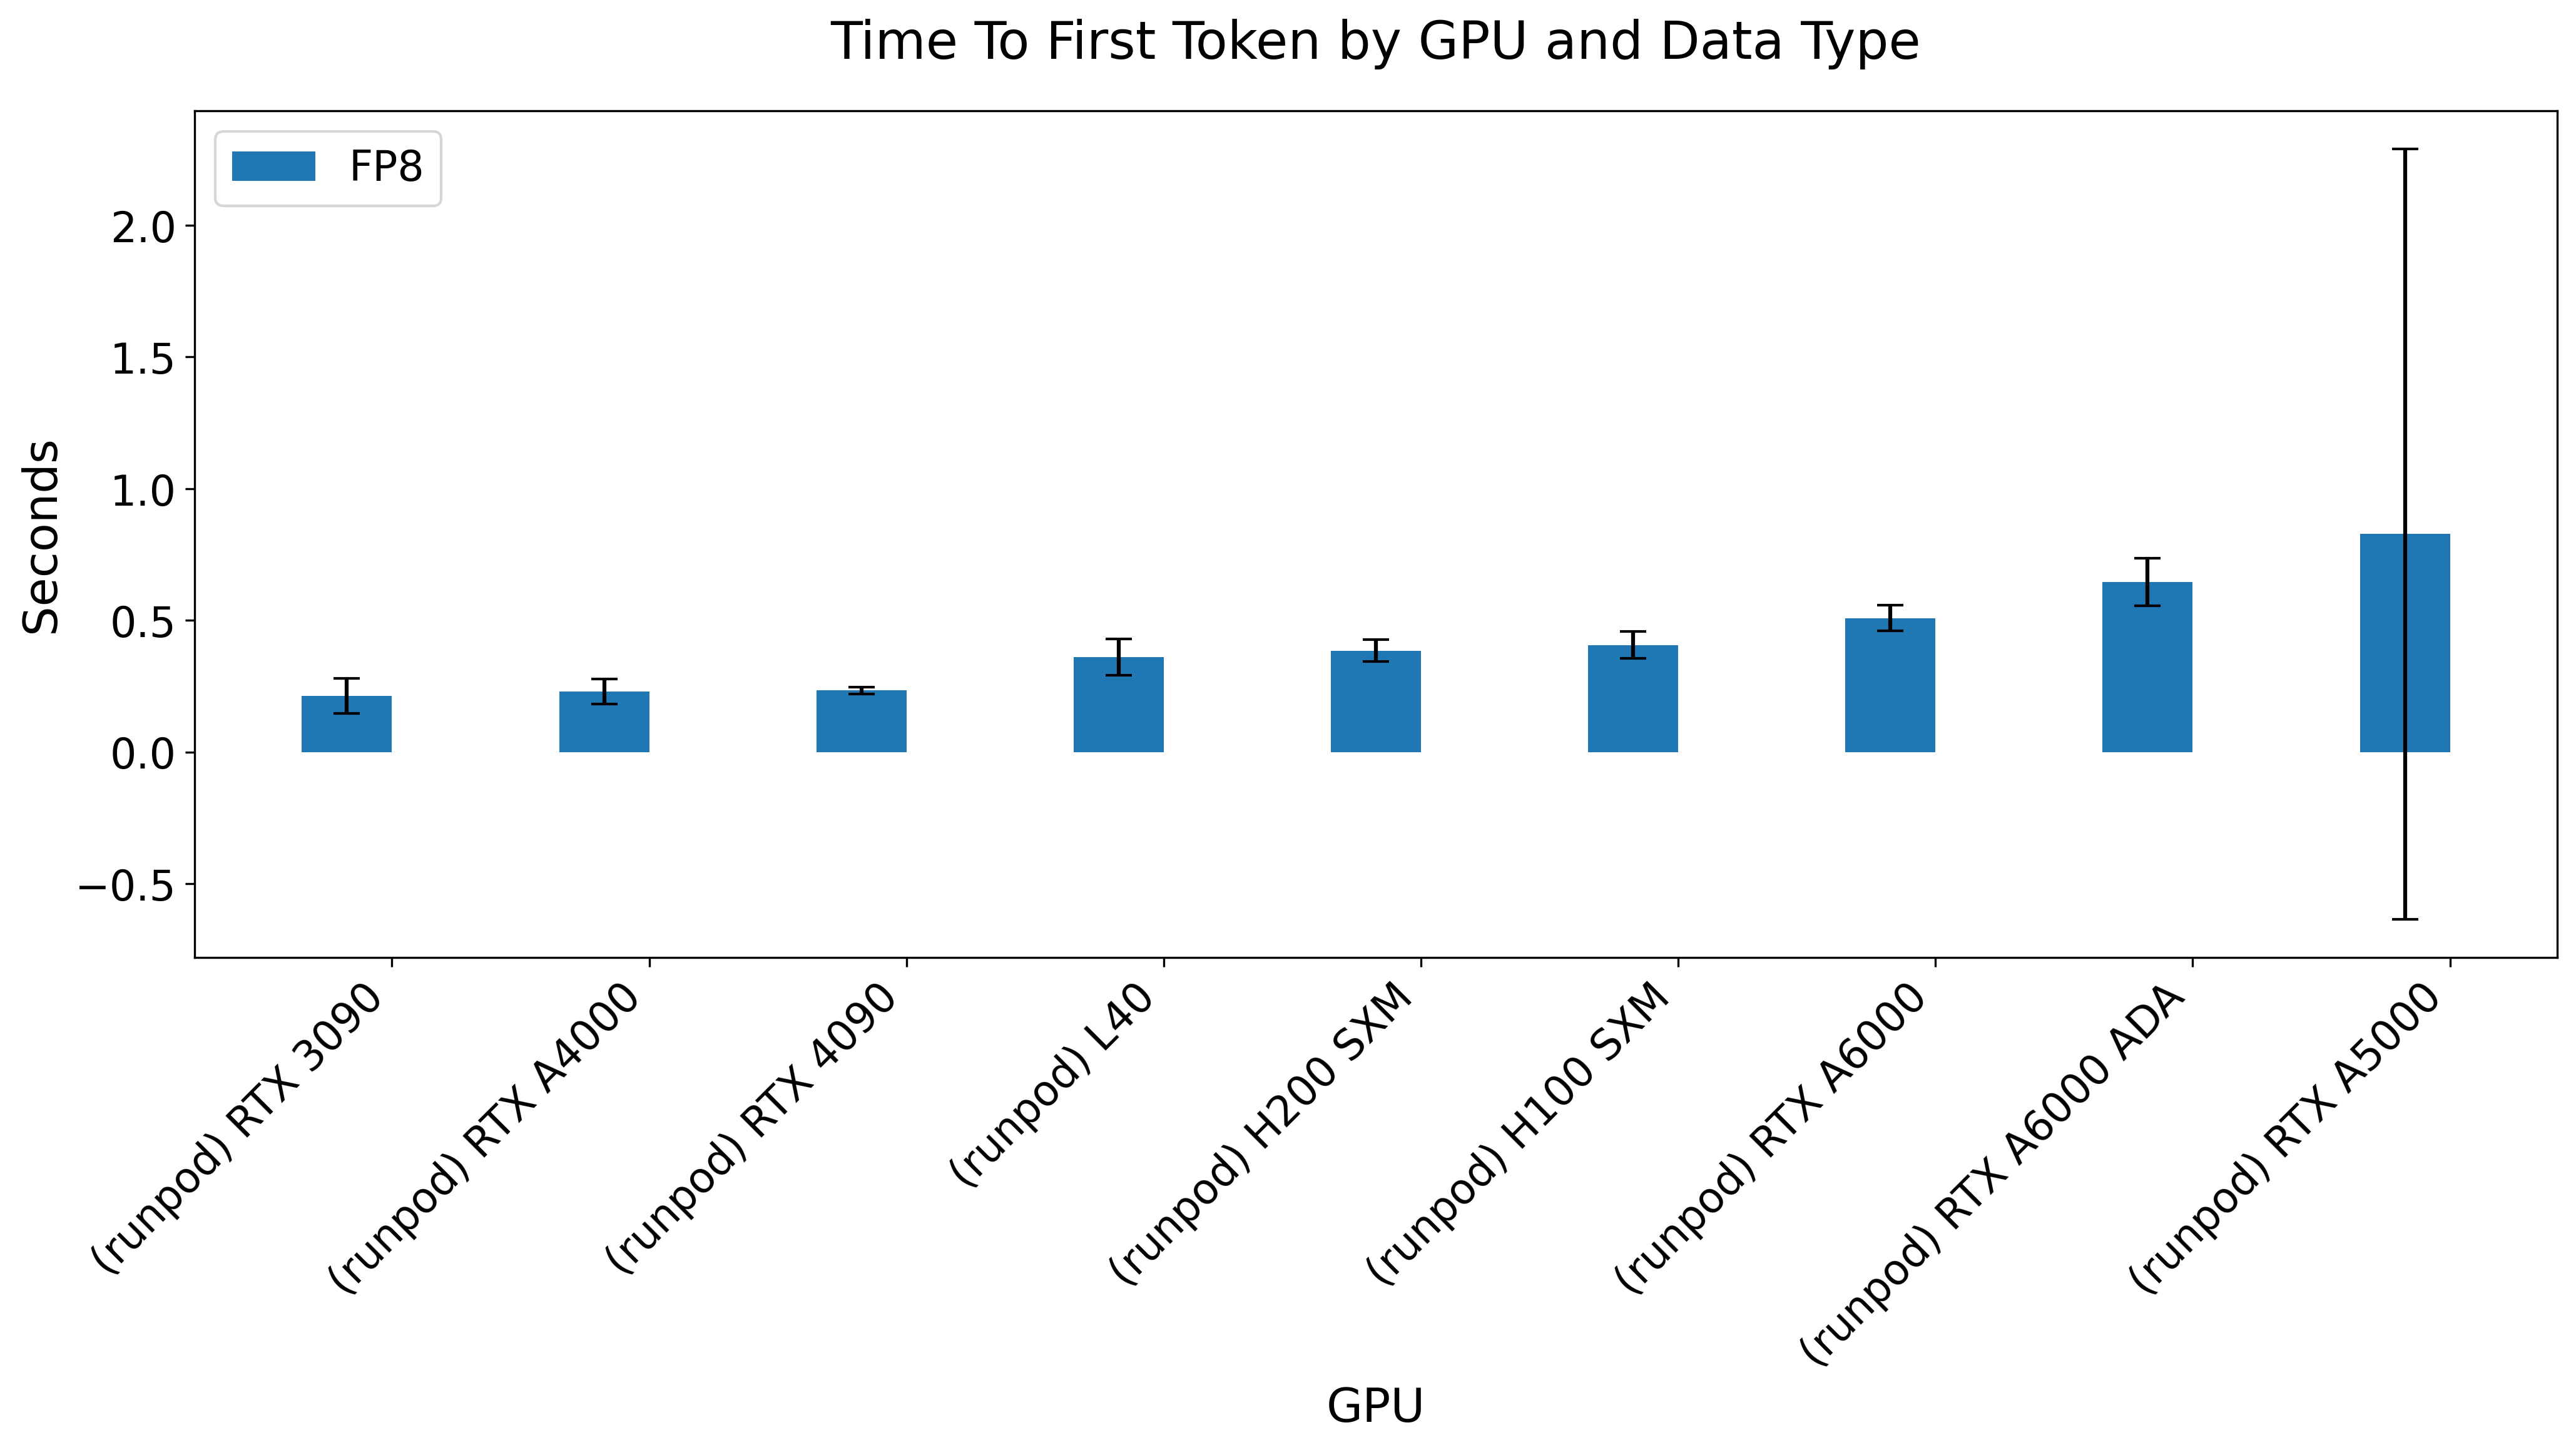 Time To First Token by GPU and Data Type
FP8
Seconds
2.0
1.5
1.0
0.5
0.0
−0.5
(runpod) RTX 3090
(runpod) RTX A4000
(runpod) RTX 4090
(runpod) L40
(runpod) H200 SXM
(runpod) H100 SXM
(runpod) RTX A6000
(runpod) RTX A6000 ADA
(runpod) RTX A5000
GPU